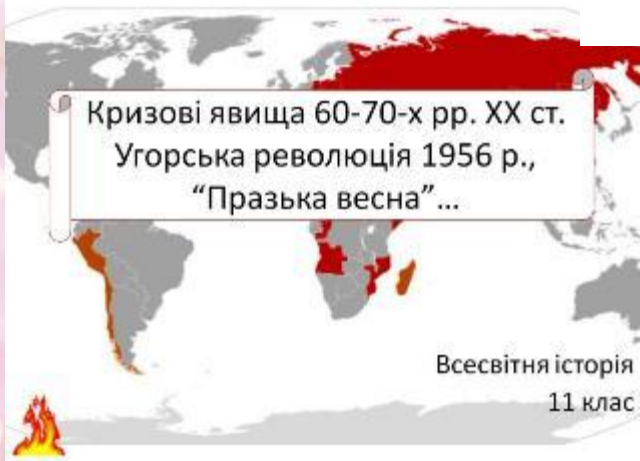 Кризові явища 60-70-х рр. ХХ ст.
Угорська революція 1956 р.,
“Празька весна”...
Всесвітня історія
11 клас